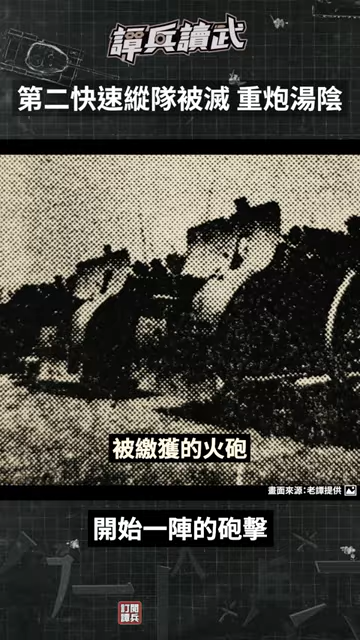 譚兵讀武
第二快速縱隊被滅 重炮湯陰
被繳獲的火砲
畫面來源：老譚提供
開始一陣的砲擊
訂閱
譚兵